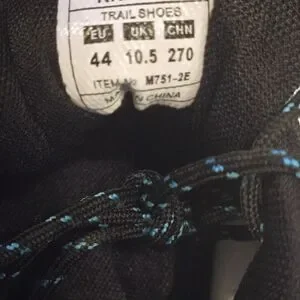 TRAIL SHOES
EU UK CHN
44 10.5 270
ITEM No M751-2E
MADE IN CHINA